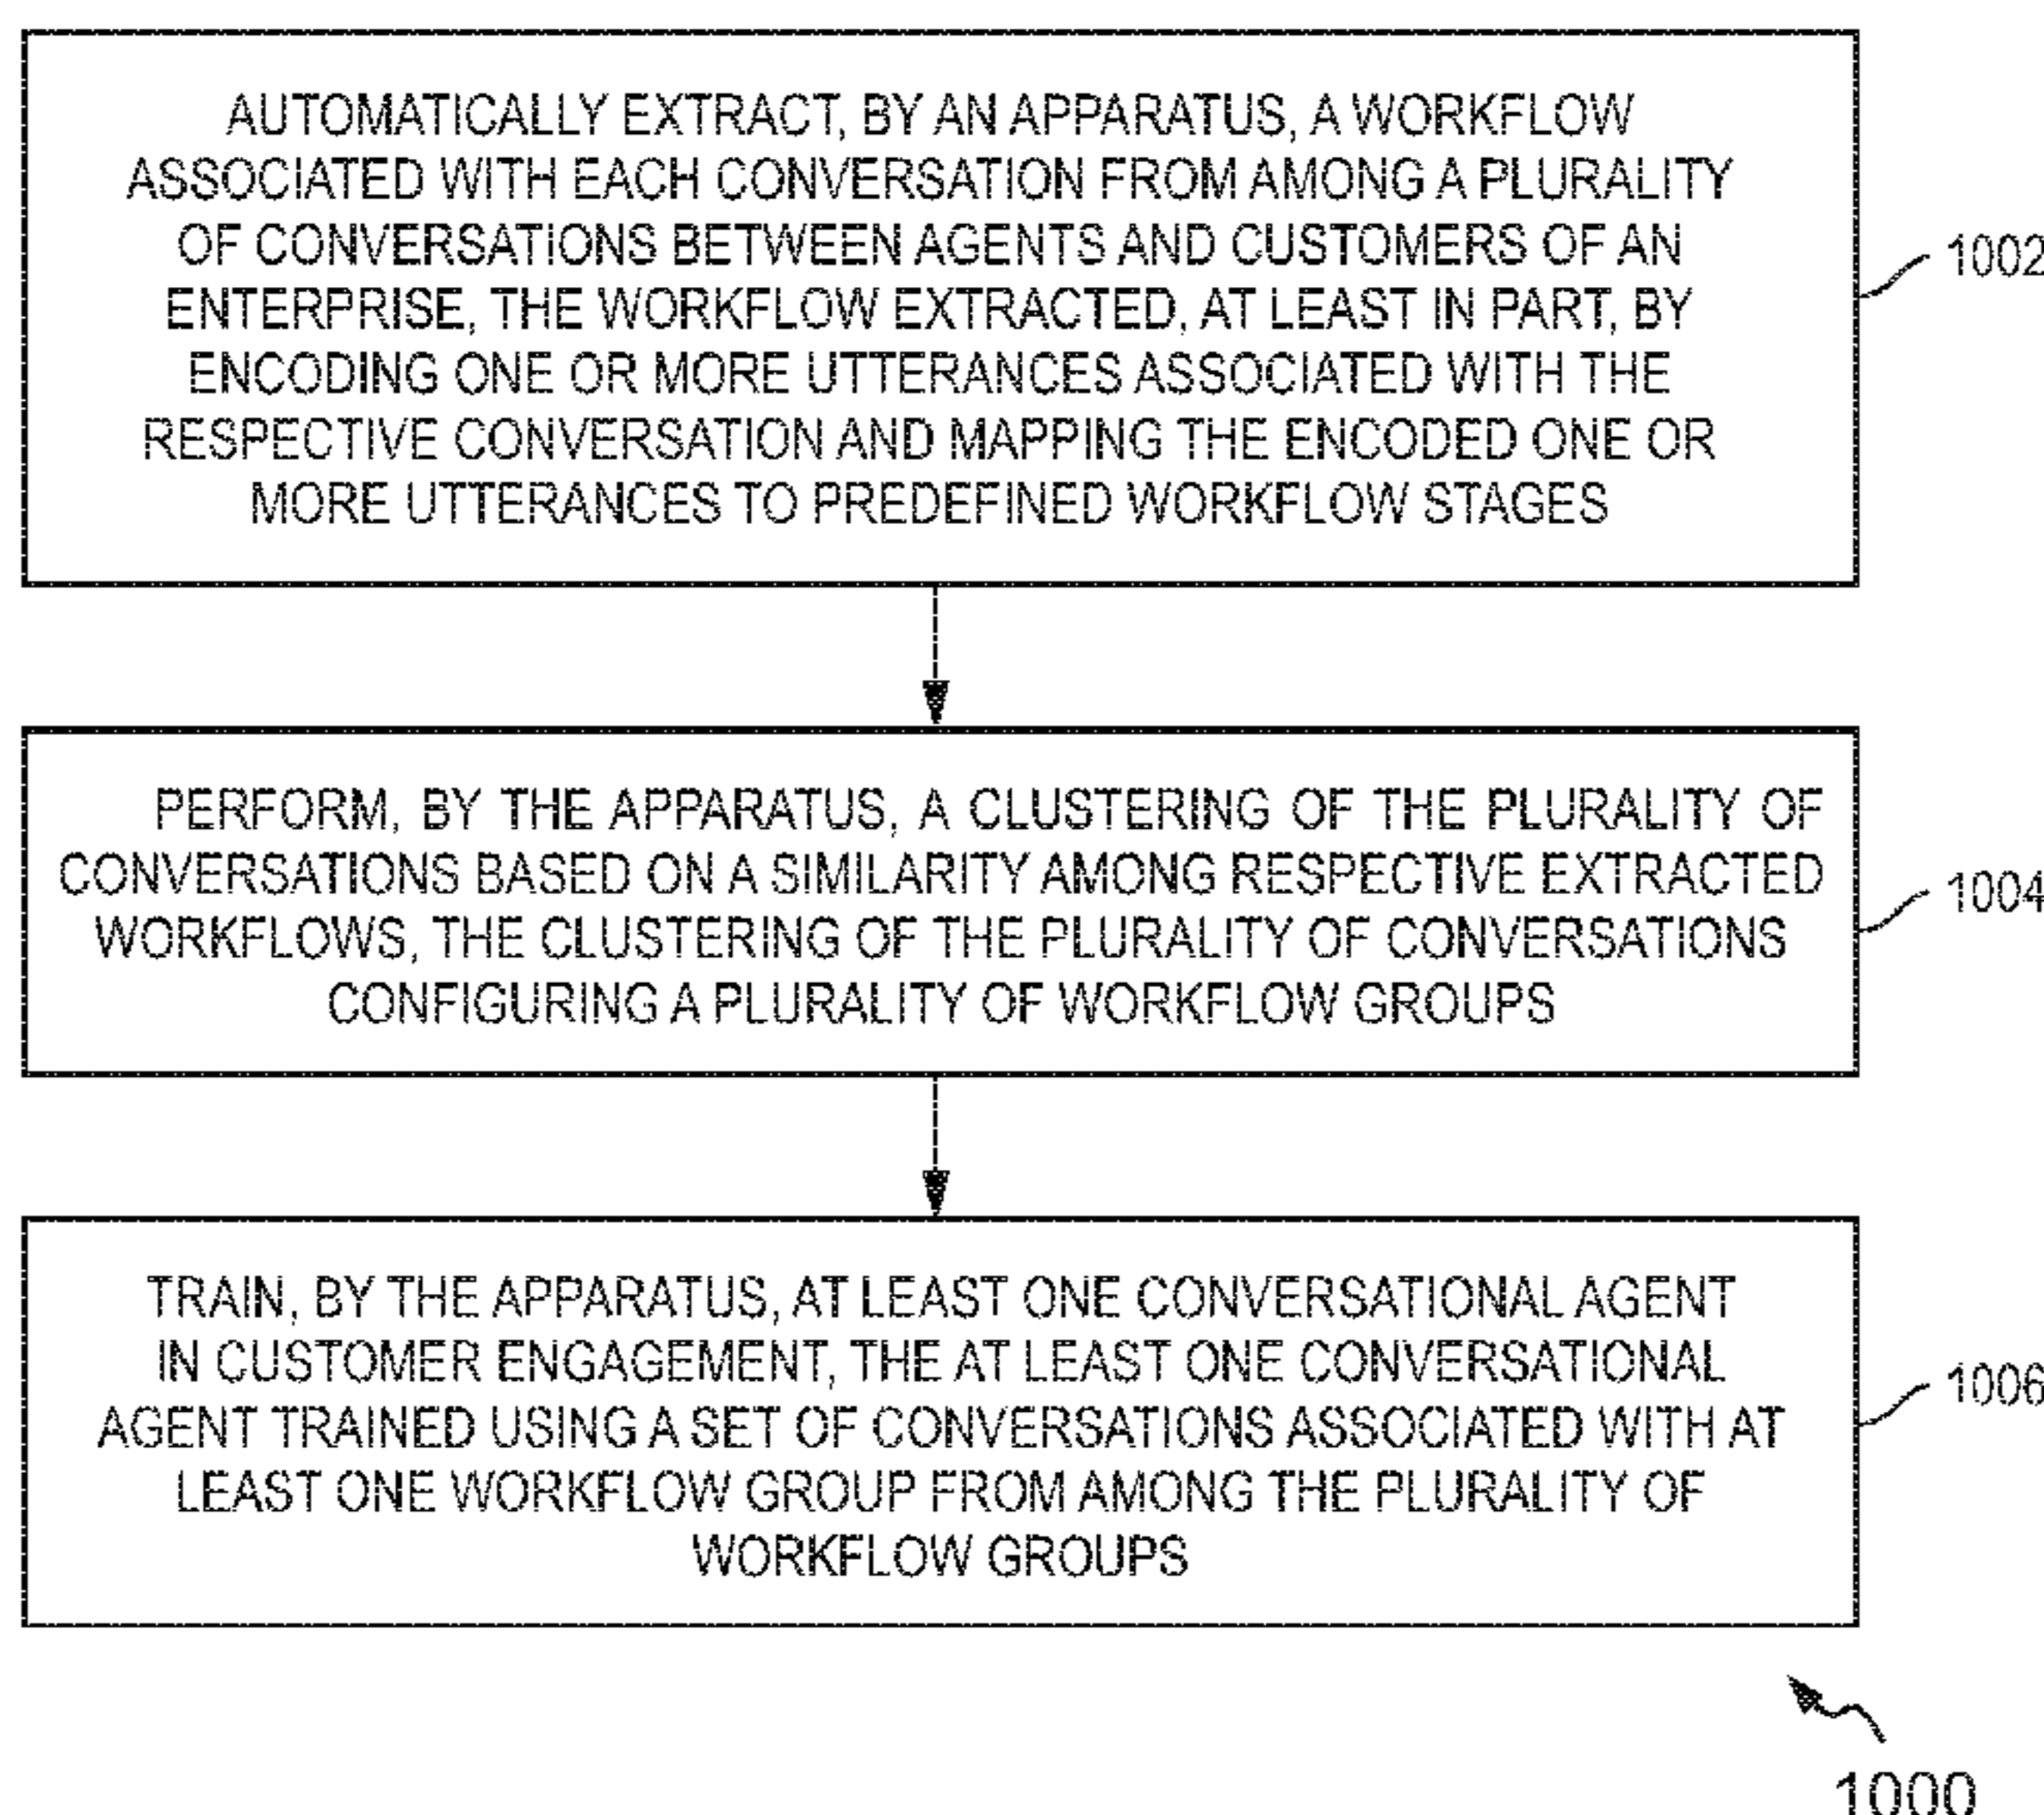 AUTOMATICALLY EXTRACT, BY AN APPARATUS, A WORKFLOW
ASSOCIATED WITH EACH CONVERSATION FROM AMONG A PLURALITY
OF CONVERSATIONS BETWEEN AGENTS AND CUSTOMERS OF AN
ENTERPRISE, THE WORKFLOW EXTRACTED, AT LEAST IN PART, BY
ENCODING ONE OR MORE UTTERANCES ASSOCIATED WITH THE
RESPECTIVE CONVERSATION AND MAPPING THE ENCODED ONE OR
MORE UTTERANCES TO PREDEFINED WORKFLOW STAGES
1002
PERFORM, BY THE APPARATUS, A CLUSTERING OF THE PLURALITY OF
CONVERSATIONS BASED ON A SIMILARITY AMONG RESPECTIVE EXTRACTED
WORKFLOWS, THE CLUSTERING OF THE PLURALITY OF CONVERSATIONS
CONFIGURING A PLURALITY OF WORKFLOW GROUPS
1004
TRAIN, BY THE APPARATUS, AT LEAST ONE CONVERSATIONAL AGENT
IN CUSTOMER ENGAGEMENT, THE AT LEAST ONE CONVERSATIONAL
AGENT TRAINED USING A SET OF CONVERSATIONS ASSOCIATED WITH AT
LEAST ONE WORKFLOW GROUP FROM AMONG THE PLURALITY OF
WORKFLOW GROUPS
1006
1000